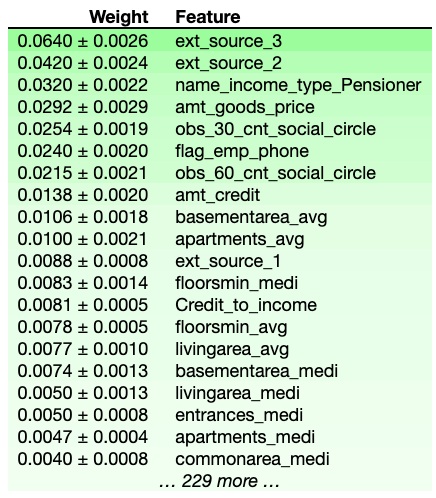 Weight Feature
0.0640 ± 0.0026 ext_source_3
0.0420 ± 0.0024 ext_source_2
0.0320 ± 0.0022 name_income_type_Pensioner
0.0292 ± 0.0029 amt_goods_price
0.0254 ± 0.0019 obs_30_cnt_social_circle
0.0240 ± 0.0020 flag_emp_phone
0.0215 ± 0.0021 obs_60_cnt_social_circle
0.0138 ± 0.0020 amt_credit
0.0106 ± 0.0018 basementarea_avg
0.0100 ± 0.0021 apartments_avg
0.0088 ± 0.0008 ext_source_1
0.0083 ± 0.0014 floorsmin_medi
0.0081 ± 0.0005 Credit_to_income
0.0078 ± 0.0005 floorsmin_avg
0.0077 ± 0.0010 livingarea_avg
0.0074 ± 0.0013 basementarea_medi
0.0050 ± 0.0013 livingarea_medi
0.0050 ± 0.0008 entrances_medi
0.0047 ± 0.0004 apartments_medi
0.0040 ± 0.0008 commonarea_medi
… 229 more …